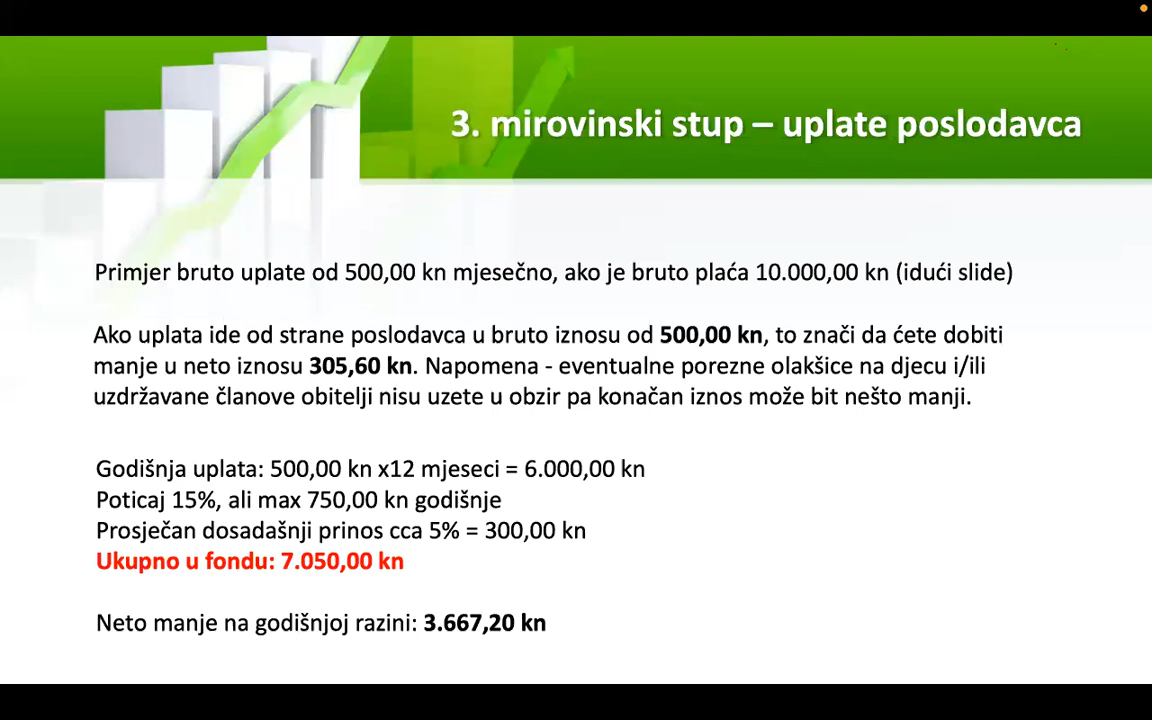 3. mirovinski stup – uplate poslodavca
Primjer bruto uplate od 500,00 kn mjesečno, ako je bruto plaća 10.000,00 kn (idući slide)
Ako uplata ide od strane poslodavca u bruto iznosu od 500,00 kn, to znači da ćete dobiti
manje u neto iznosu 305,60 kn. Napomena - eventualne porezne olakšice na djecu i/ili
uzdržavane članove obitelji nisu uzete u obzir pa konačan iznos može bit nešto manji.
Godišnja uplata: 500,00 kn x12 mjeseci = 6.000,00 kn
Poticaj 15%, ali max 750,00 kn godišnje
Prosječan dosadašnji prinos cca 5% = 300,00 kn
Ukupno u fondu: 7.050,00 kn
Neto manje na godišnjoj razini: 3.667,20 kn